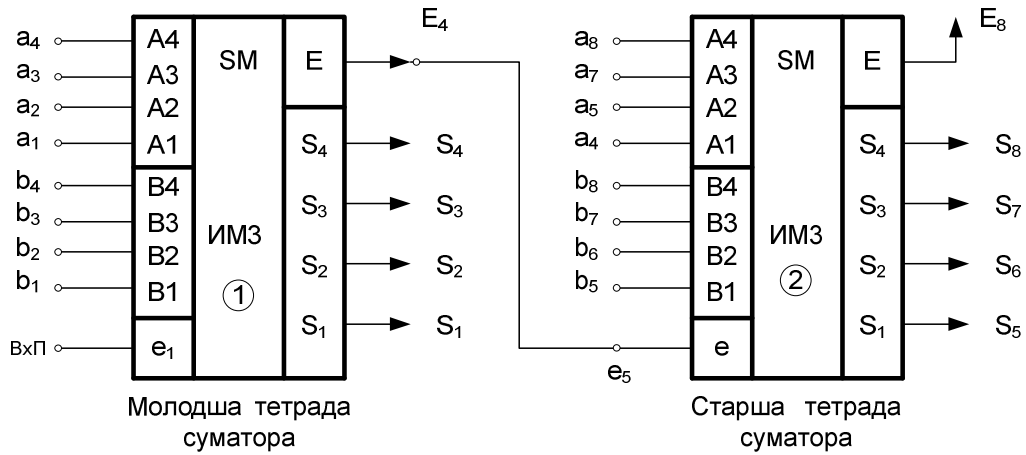 a4 A4 SM E E4
a3 A3
a2 A2
a1 A1 S4 S4
b4 B4
b3 B3 ИМ3 S3 S3
b2 B2 S2 S2
b1 B1 1
S1 S1
ВхП e1
Молодша тетрада
суматора
a8 A4 SM E E8
a7 A3
a5 A2
a4 A1 S4 S8
b8 B4
b7 B3 ИМ3 S3 S7
b6 B2 S2 S6
b5 B1 2
S1 S5
e5 e
Старша тетрада
суматора